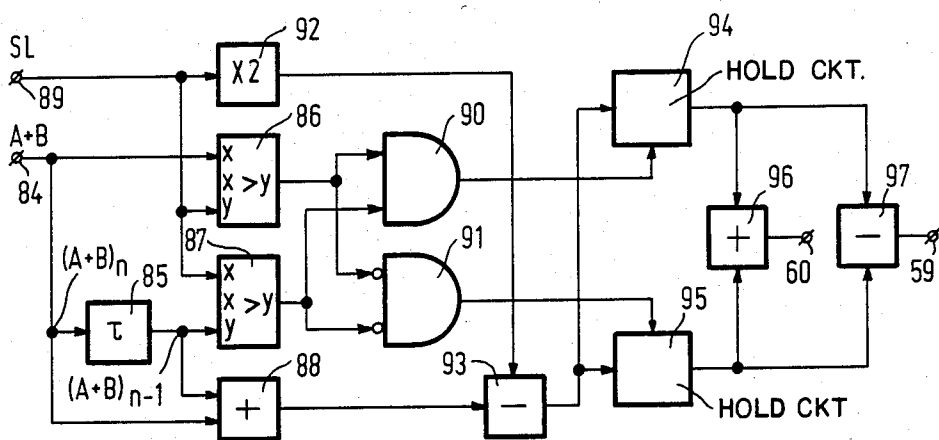 SL
89
92
X2
94
HOLD CKT.
A+B
84
86
x
x >y
y
90
96
+
60
97
−
59
(A+B)n
85
τ
87
x
x >y
y
91
95
(A+B)n-1
88
+
93
−
HOLD CKT